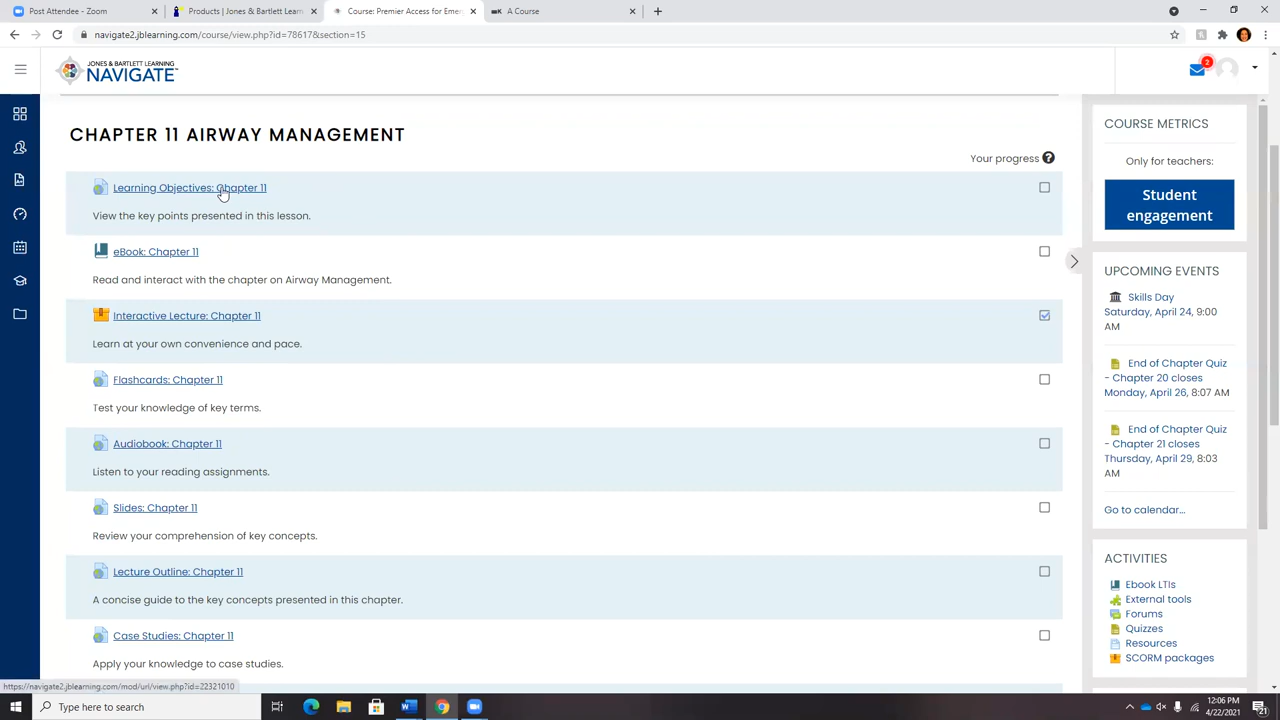 Post Attendee - Zoom
Products | Jones & Bartlett Learn
Course: Premier Access for Emer
A Course
navigate2.jblearning.com/course/view.php?id=78617&section=15
JONES & BARTLETT LEARNING
NAVIGATE
2
CHAPTER 11 AIRWAY MANAGEMENT
Your progress
Learning Objectives: Chapter 11
View the key points presented in this lesson.
eBook: Chapter 11
Read and interact with the chapter on Airway Management.
Interactive Lecture: Chapter 11
Learn at your own convenience and pace.
Flashcards: Chapter 11
Test your knowledge of key terms.
Audiobook: Chapter 11
Listen to your reading assignments.
Slides: Chapter 11
Review your comprehension of key concepts.
Lecture Outline: Chapter 11
A concise guide to the key concepts presented in this chapter.
Case Studies: Chapter 11
Apply your knowledge to case studies.
COURSE METRICS
Only for teachers:
Student
engagement
UPCOMING EVENTS
Skills Day
Saturday, April 24, 9:00
AM
End of Chapter Quiz
- Chapter 20 closes
Monday, April 26, 8:07 AM
End of Chapter Quiz
- Chapter 21 closes
Thursday, April 29, 8:03
AM
Go to calendar...
ACTIVITIES
Ebook LTIs
External tools
Forums
Quizzes
Resources
SCORM packages
https://navigate2.jblearning.com/mod/url/view.php?id=22321010
Type here to search
12:06 PM
4/22/2021
21